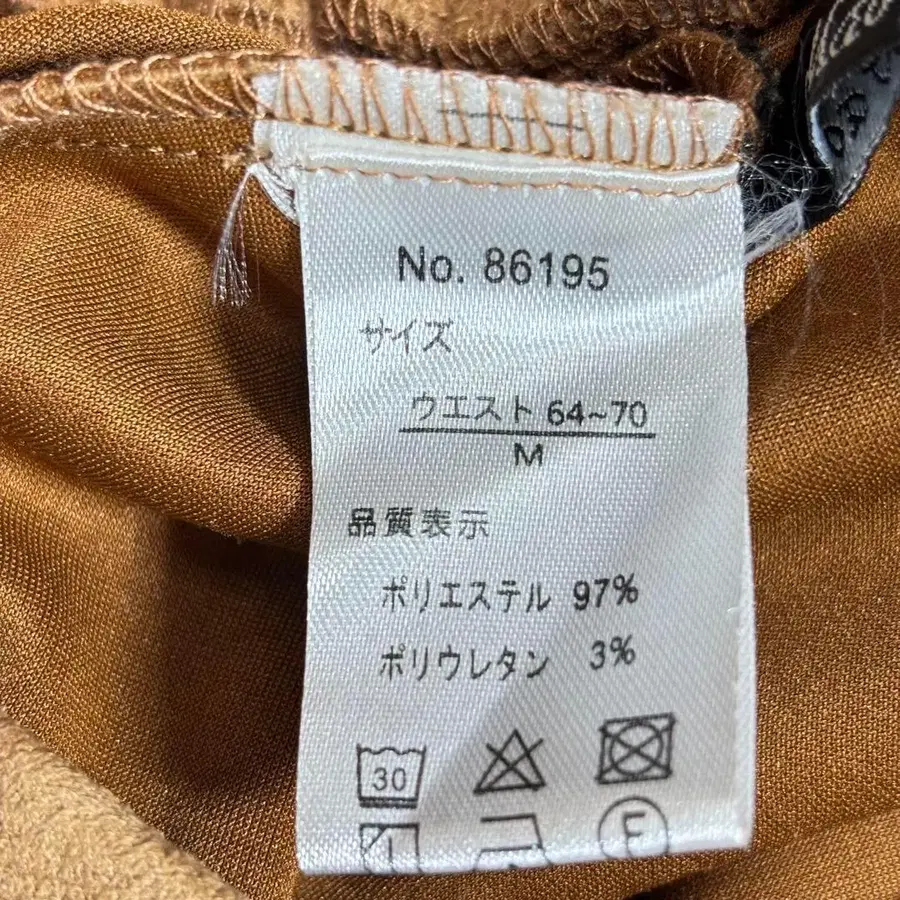 No. 86195
サイズ
ウエスト 64~70
M
品質表示
ポリエステル 97%
ポリウレタン 3%
30
F